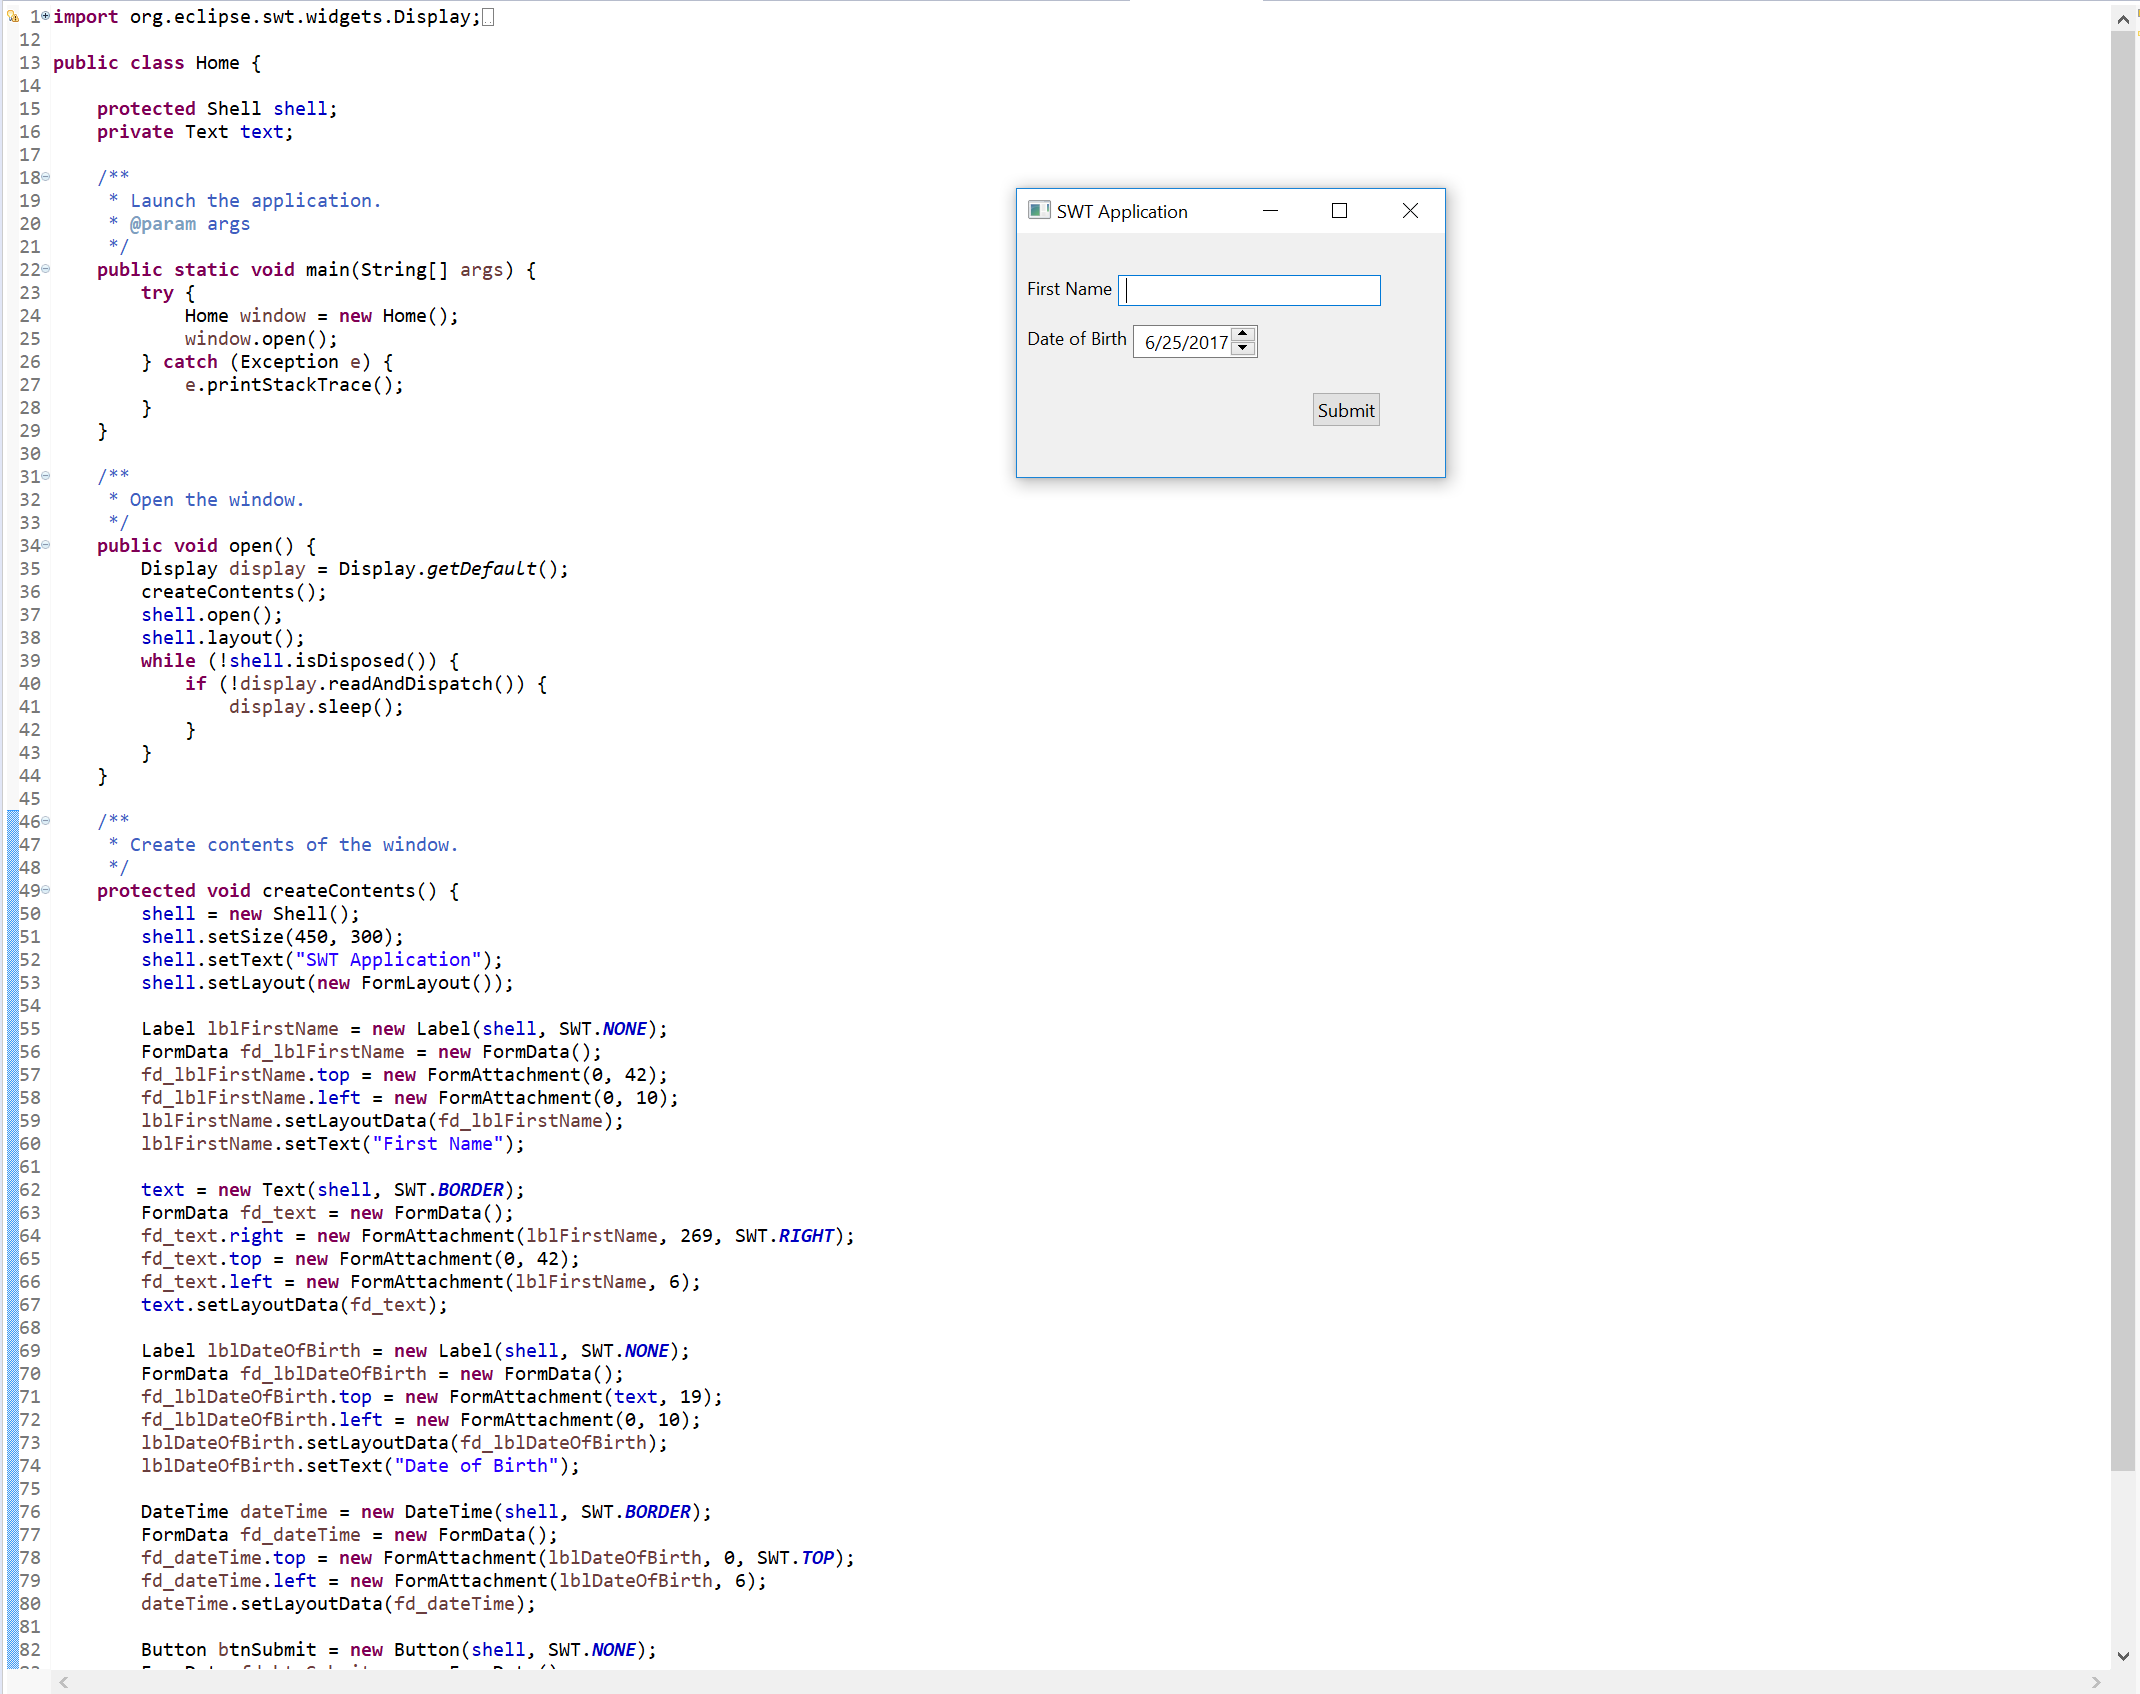 1 import org.eclipse.swt.widgets.Display;
12
13 public class Home {
14
15     protected Shell shell;
16     private Text text;
17
18     /**
19      * Launch the application.
20      * @param args
21      */
22     public static void main(String[] args) {
23         try {
24             Home window = new Home();
25             window.open();
26         } catch (Exception e) {
27             e.printStackTrace();
28         }
29     }
30
31     /**
32      * Open the window.
33      */
34     public void open() {
35         Display display = Display.getDefault();
36         createContents();
37         shell.open();
38         shell.layout();
39         while (!shell.isDisposed()) {
40             if (!display.readAndDispatch()) {
41                 display.sleep();
42             }
43         }
44     }
45
46     /**
47      * Create contents of the window.
48      */
49     protected void createContents() {
50         shell = new Shell();
51         shell.setSize(450, 300);
52         shell.setText("SWT Application");
53         shell.setLayout(new FormLayout());
54
55         Label lblFirstName = new Label(shell, SWT.NONE);
56         FormData fd_lblFirstName = new FormData();
57         fd_lblFirstName.top = new FormAttachment(0, 42);
58         fd_lblFirstName.left = new FormAttachment(0, 10);
59         lblFirstName.setLayoutData(fd_lblFirstName);
60         lblFirstName.setText("First Name");
61
62         text = new Text(shell, SWT.BORDER);
63         FormData fd_text = new FormData();
64         fd_text.right = new FormAttachment(lblFirstName, 269, SWT.RIGHT);
65         fd_text.top = new FormAttachment(0, 42);
66         fd_text.left = new FormAttachment(lblFirstName, 6);
67         text.setLayoutData(fd_text);
68
69         Label lblDateOfBirth = new Label(shell, SWT.NONE);
70         FormData fd_lblDateOfBirth = new FormData();
71         fd_lblDateOfBirth.top = new FormAttachment(text, 19);
72         fd_lblDateOfBirth.left = new FormAttachment(0, 10);
73         lblDateOfBirth.setLayoutData(fd_lblDateOfBirth);
74         lblDateOfBirth.setText("Date of Birth");
75
76         DateTime dateTime = new DateTime(shell, SWT.BORDER);
77         FormData fd_dateTime = new FormData();
78         fd_dateTime.top = new FormAttachment(lblDateOfBirth, 0, SWT.TOP);
79         fd_dateTime.left = new FormAttachment(lblDateOfBirth, 6);
80         dateTime.setLayoutData(fd_dateTime);
81
82         Button btnSubmit = new Button(shell, SWT.NONE);
SWT Application
First Name
Date of Birth 6/25/2017
Submit